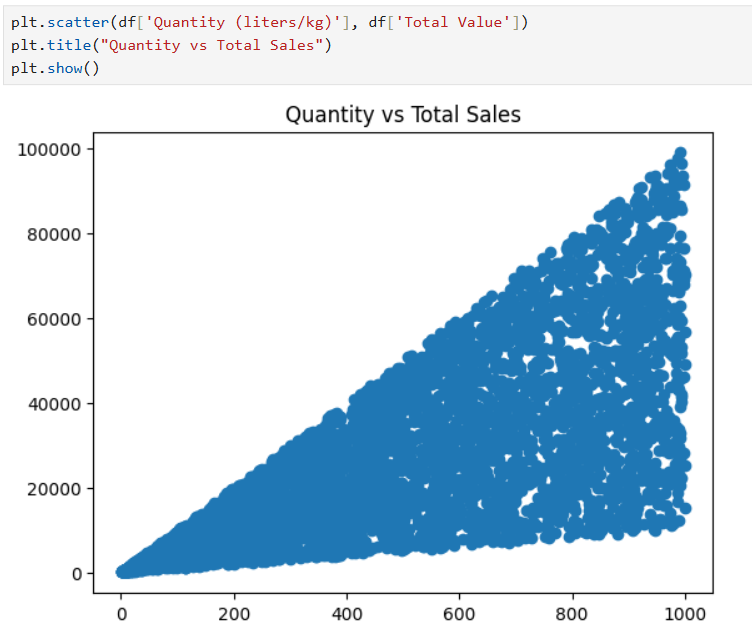 plt.scatter(df['Quantity (liters/kg)'], df['Total Value'])
plt.title("Quantity vs Total Sales")
plt.show()
Quantity vs Total Sales
100000
80000
60000
40000
20000
0
0 200 400 600 800 1000